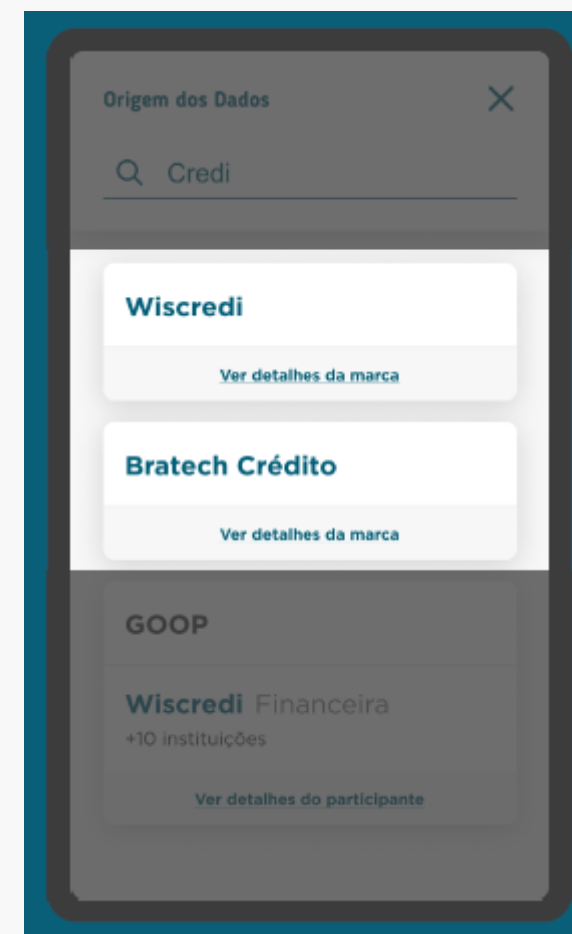 Origem dos Dados
Credi
Wiscredi
Ver detalhes da marca
Bratech Crédito
Ver detalhes da marca
GOOP
Wiscredi Financeira
+10 instituições
Ver detalhes do participante